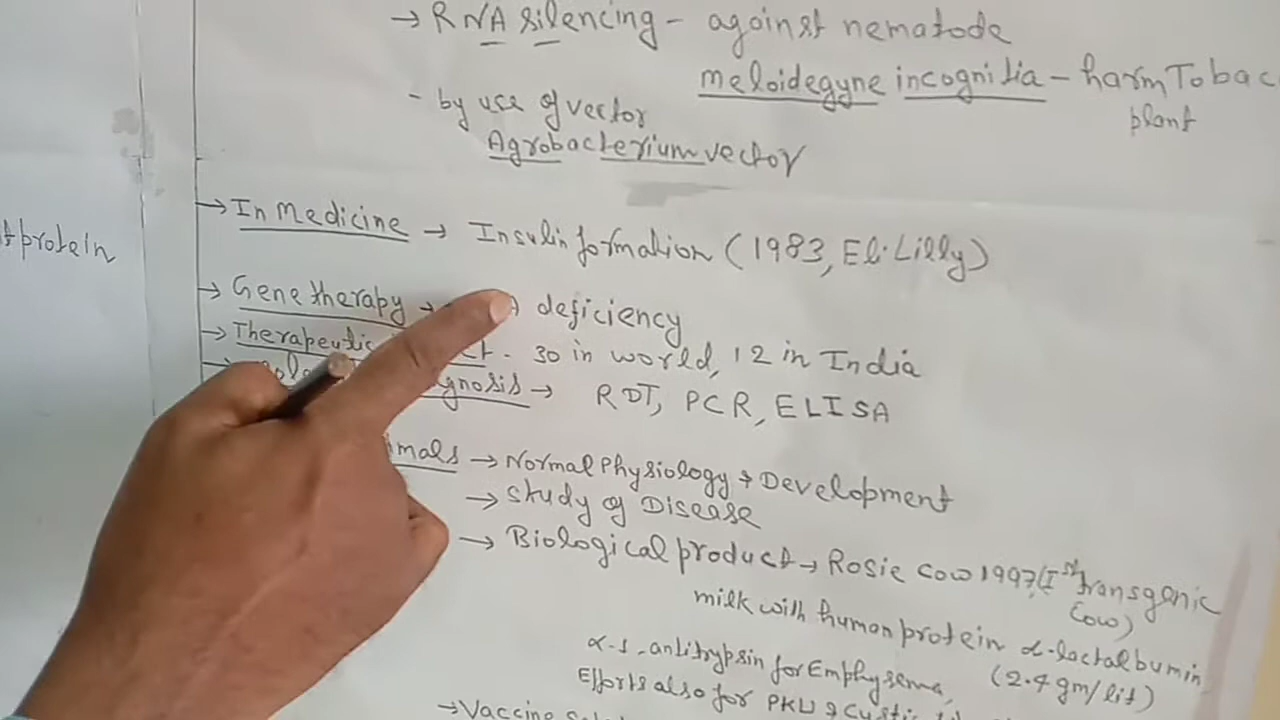 → RNA silencing - against nematode
meloidegyne incognitia - harm Tobac
plant
- by use of vector
Agrobacterium vector
protein
→ In Medicine → Insulin formation (1983, Eli Lilly)
→ Gene therapy → deficiency
→ Therapeutic - 30 in world, 12 in India
→ → RDT, PCR, ELISA
→ Normal Physiology & Development
→ Study of Disease
→ Biological product → Rosie Cow 1997, (Ist transgenic
Cow)
milk with human protein α-lactalbumin
(2.4 gm/lit)
α-1-antitrypsin for Emphysema,
Efforts also for PKU &
→ Vaccine